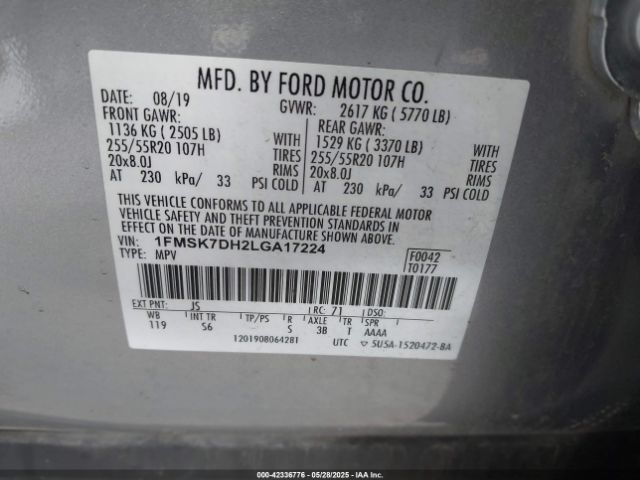 MFD. BY FORD MOTOR CO.
DATE: 08/19 GVWR: 2617 KG ( 5770 LB)
FRONT GAWR: REAR GAWR:
1136 KG ( 2505 LB) WITH 1529 KG ( 3370 LB) WITH
255/55R20 107H TIRES 255/55R20 107H TIRES
20x8.0J RIMS 20x8.0J RIMS
AT 230 kPa/ 33 PSI COLD AT 230 kPa/ 33 PSI COLD
THIS VEHICLE CONFORMS TO ALL APPLICABLE FEDERAL MOTOR
VEHICLE SAFETY AND THEFT PREVENTION STANDARDS IN EFFECT
ON THE DATE OF MANUFACTURE SHOWN ABOVE.
VIN: 1FMSK7DH2LGA17224 F0042
TYPE: MPV T0177
EXT PNT: JS RC: 71 DSO:
WB INT TR TP/PS R AXLE TR SPR
119 S6 S 3B T AAAA
1201908064281 UTC 5U5A-1520472-BA
00-42336776 - 05/28/2025 - IAA Inc.